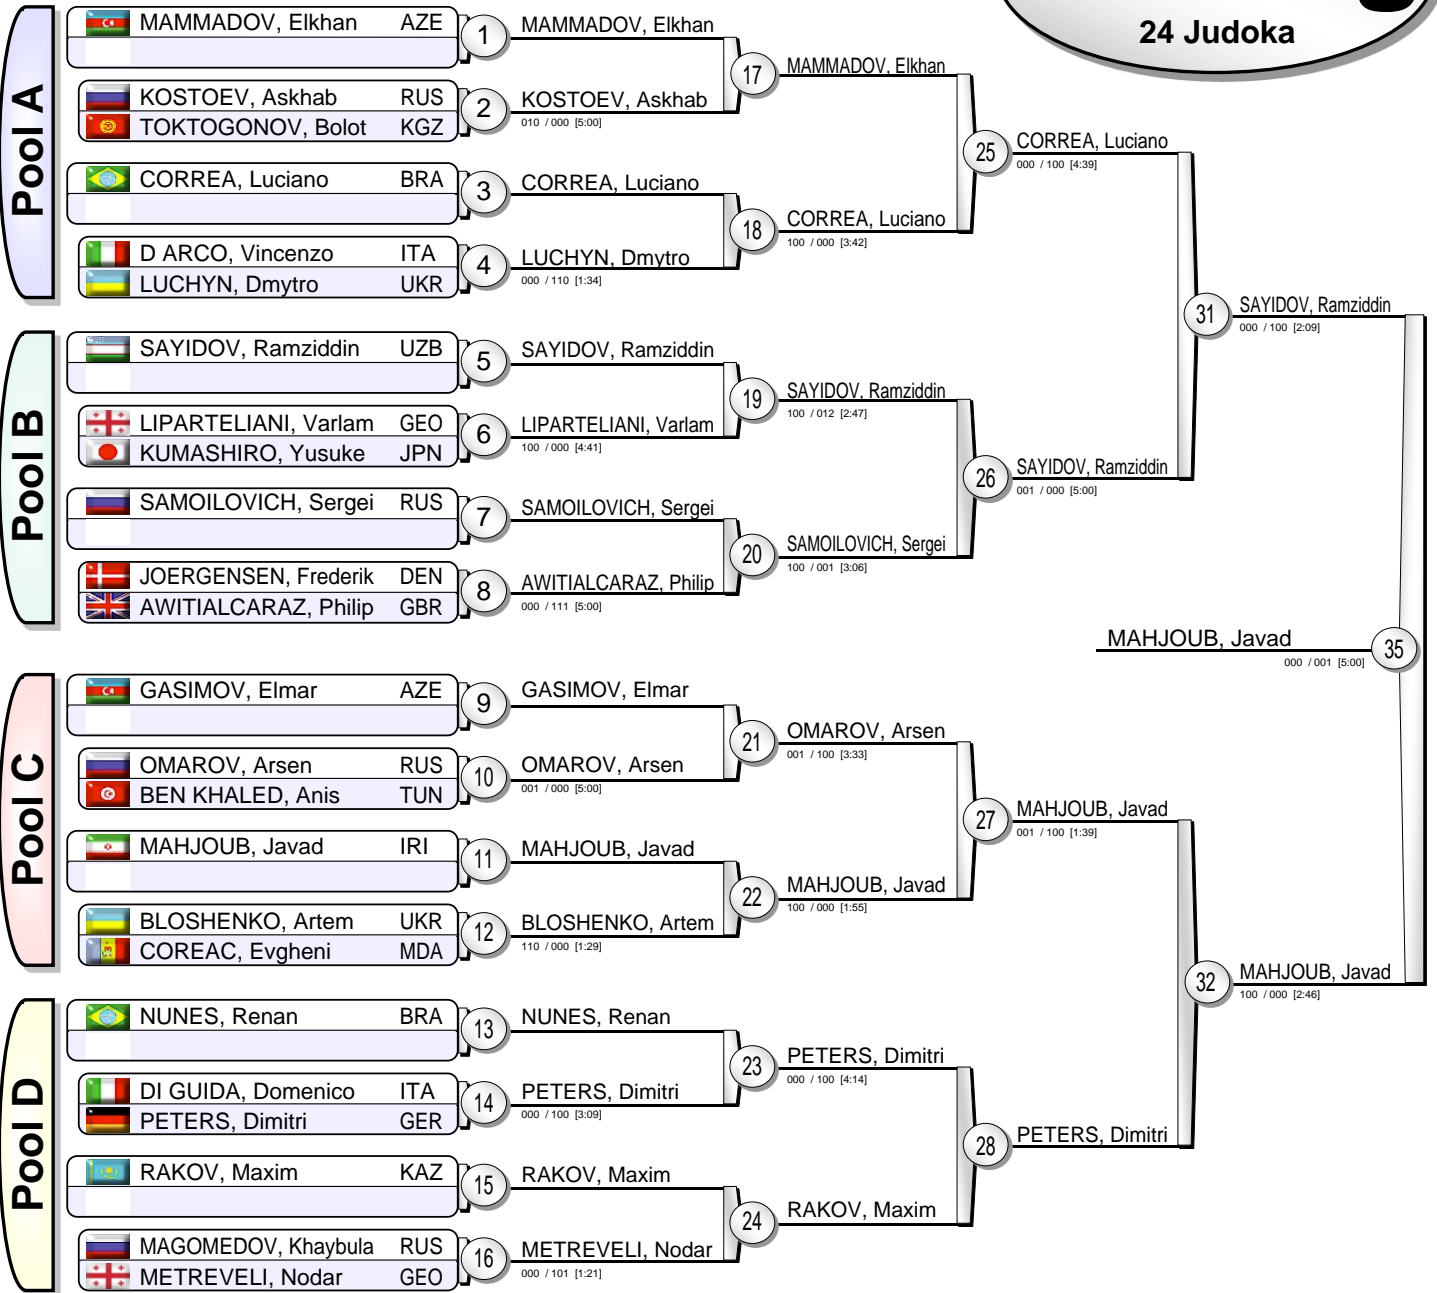 24 Judoka
Pool A
MAMMADOV, Elkhan AZE
1
MAMMADOV, Elkhan
KOSTOEV, Askhab RUS
TOKTOGONOV, Bolot KGZ
2
KOSTOEV, Askhab
010 / 000 [5:00]
17
MAMMADOV, Elkhan
CORREA, Luciano BRA
3
CORREA, Luciano
D ARCO, Vincenzo ITA
LUCHYN, Dmytro UKR
4
LUCHYN, Dmytro
000 / 110 [1:34]
18
CORREA, Luciano
100 / 000 [3:42]
25
CORREA, Luciano
000 / 100 [4:39]
Pool B
SAYIDOV, Ramziddin UZB
5
SAYIDOV, Ramziddin
LIPARTELIANI, Varlam GEO
KUMASHIRO, Yusuke JPN
6
LIPARTELIANI, Varlam
100 / 000 [4:41]
19
SAYIDOV, Ramziddin
100 / 012 [2:47]
SAMOILOVICH, Sergei RUS
7
SAMOILOVICH, Sergei
JOERGENSEN, Frederik DEN
AWITIALCARAZ, Philip GBR
8
AWITIALCARAZ, Philip
000 / 111 [5:00]
20
SAMOILOVICH, Sergei
100 / 001 [3:06]
26
SAYIDOV, Ramziddin
001 / 000 [5:00]
31
SAYIDOV, Ramziddin
000 / 100 [2:09]
Pool C
GASIMOV, Elmar AZE
9
GASIMOV, Elmar
OMAROV, Arsen RUS
BEN KHALED, Anis TUN
10
OMAROV, Arsen
001 / 000 [5:00]
21
OMAROV, Arsen
001 / 100 [3:33]
MAHJOUB, Javad IRI
11
MAHJOUB, Javad
BLOSHENKO, Artem UKR
COREAC, Evgheni MDA
12
BLOSHENKO, Artem
110 / 000 [1:29]
22
MAHJOUB, Javad
100 / 000 [1:55]
27
MAHJOUB, Javad
001 / 100 [1:39]
Pool D
NUNES, Renan BRA
13
NUNES, Renan
DI GUIDA, Domenico ITA
PETERS, Dimitri GER
14
PETERS, Dimitri
000 / 100 [3:09]
23
PETERS, Dimitri
000 / 100 [4:14]
RAKOV, Maxim KAZ
15
RAKOV, Maxim
MAGOMEDOV, Khaybula RUS
METREVELI, Nodar GEO
16
METREVELI, Nodar
000 / 101 [1:21]
24
RAKOV, Maxim
28
PETERS, Dimitri
32
MAHJOUB, Javad
100 / 000 [2:46]
MAHJOUB, Javad
000 / 001 [5:00]
35